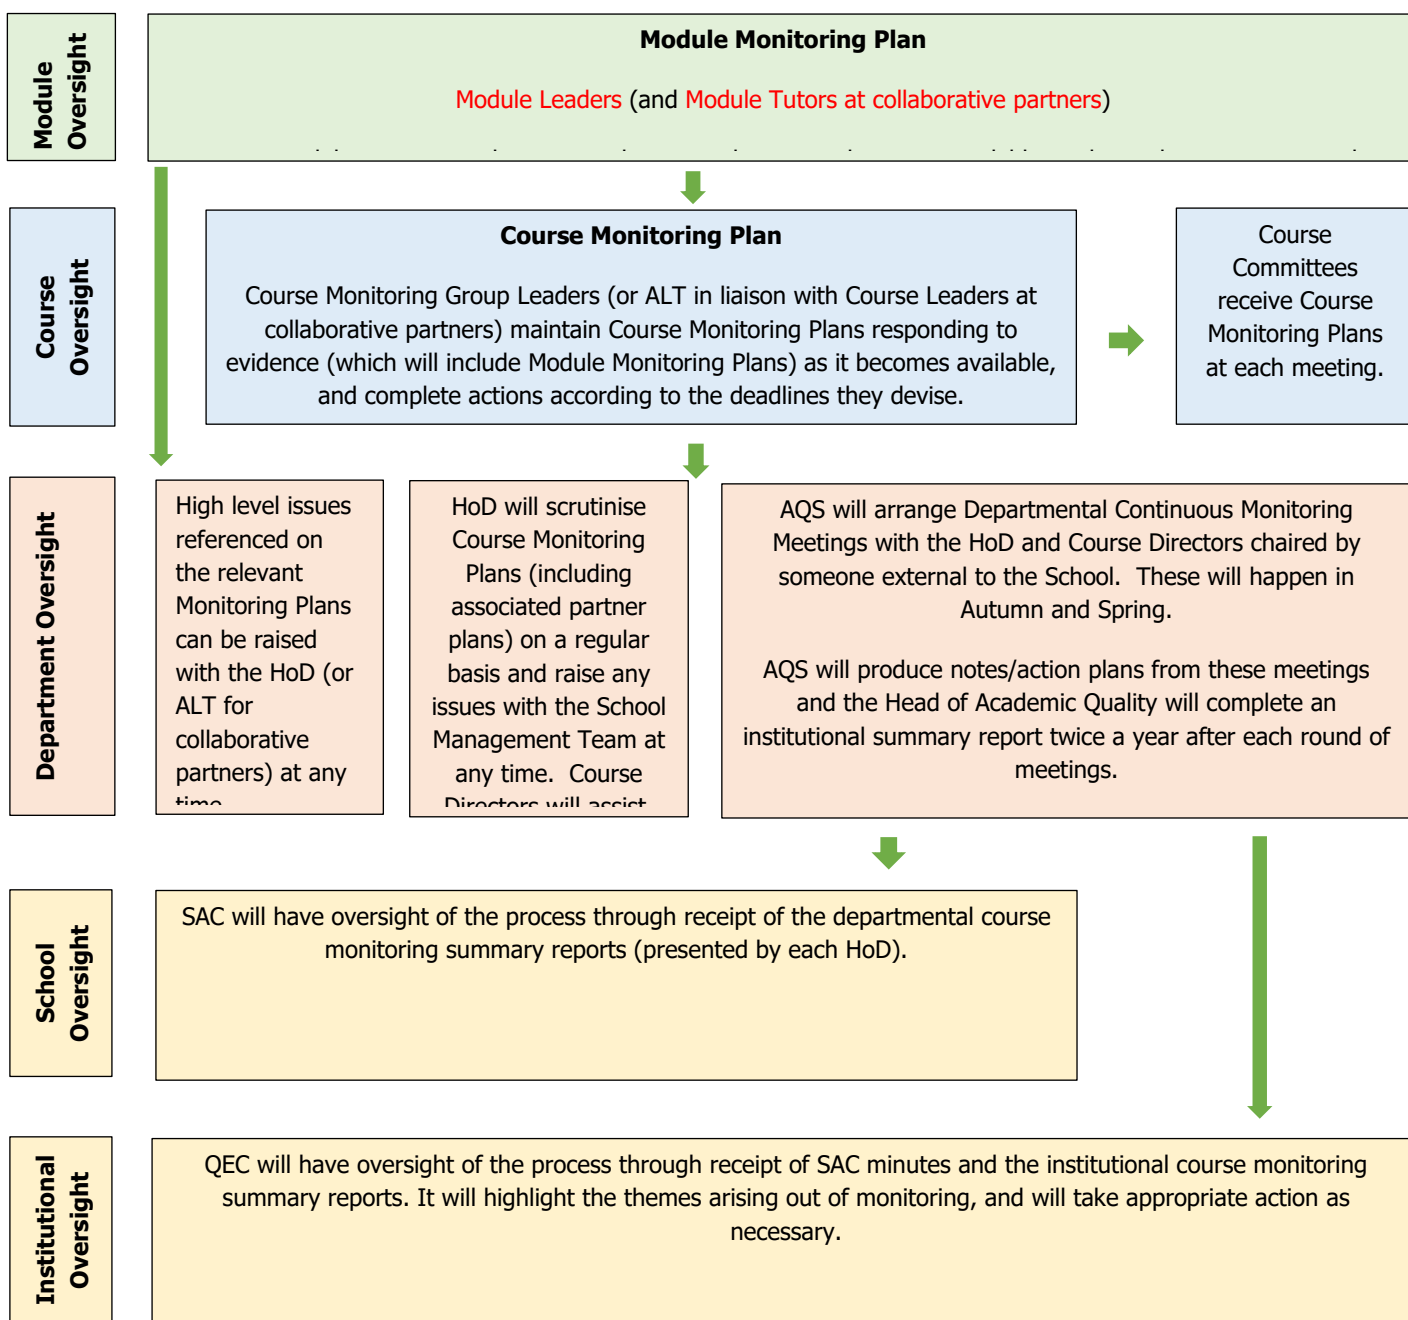 Module
Oversight
Module Monitoring Plan
Module Leaders (and Module Tutors at collaborative partners)
Course
Oversight
Course Monitoring Plan
Course Monitoring Group Leaders (or ALT in liaison with Course Leaders at
collaborative partners) maintain Course Monitoring Plans responding to
evidence (which will include Module Monitoring Plans) as it becomes available,
and complete actions according to the deadlines they devise.
Course
Committees
receive Course
Monitoring Plans
at each meeting.
Department Oversight
High level issues
referenced on
the relevant
Monitoring Plans
can be raised
with the HoD (or
ALT for
collaborative
partners) at any
time
HoD will scrutinise
Course Monitoring
Plans (including
associated partner
plans) on a regular
basis and raise any
issues with the School
Management Team at
any time.  Course
Directors will assist
AQS will arrange Departmental Continuous Monitoring
Meetings with the HoD and Course Directors chaired by
someone external to the School.  These will happen in
Autumn and Spring.
AQS will produce notes/action plans from these meetings
and the Head of Academic Quality will complete an
institutional summary report twice a year after each round of
meetings.
School
Oversight
SAC will have oversight of the process through receipt of the departmental course
monitoring summary reports (presented by each HoD).
Institutional
Oversight
QEC will have oversight of the process through receipt of SAC minutes and the institutional course monitoring
summary reports. It will highlight the themes arising out of monitoring, and will take appropriate action as
necessary.